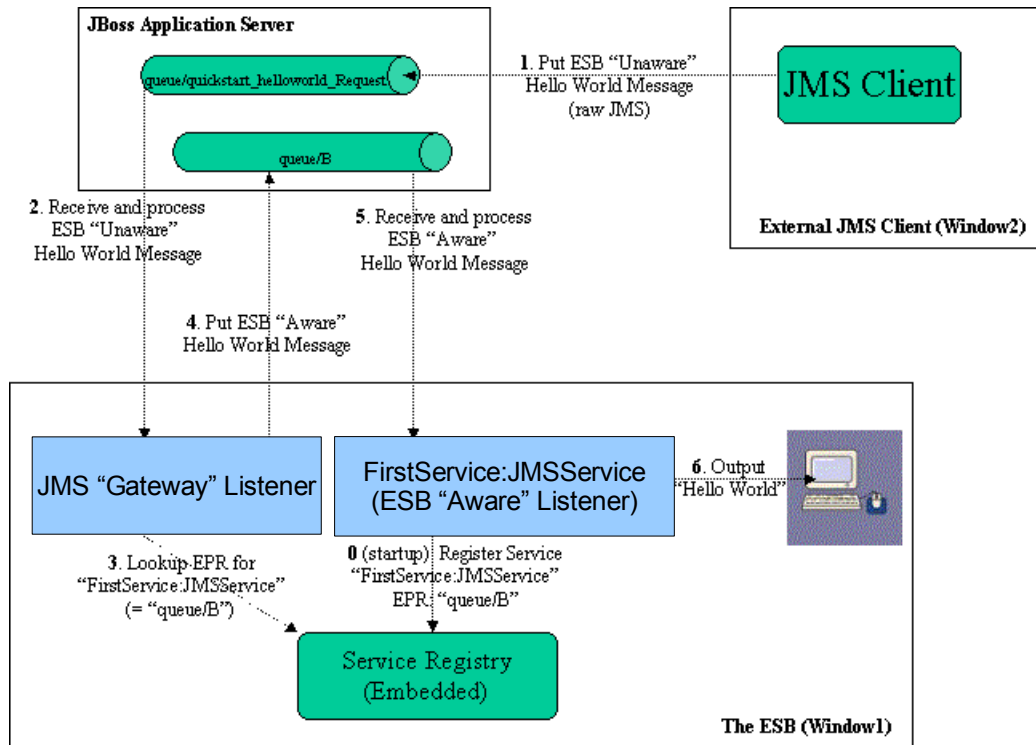 JBoss Application Server
queue/quickstart_helloworld_Request
queue/B
1. Put ESB “Unaware”
Hello World Message
(raw JMS)
JMS Client
External JMS Client (Window2)
2. Receive and process
ESB “Unaware”
Hello World Message
5. Receive and process
ESB “Aware”
Hello World Message
4. Put ESB “Aware”
Hello World Message
JMS “Gateway” Listener
FirstService:JMSService
(ESB “Aware” Listener)
6. Output
“Hello World”
3. Lookup EPR for
“FirstService:JMSService”
(= “queue/B”)
0 (startup) Register Service
“FirstService:JMSService”
EPR: “queue/B”
Service Registry
(Embedded)
The ESB (Window1)